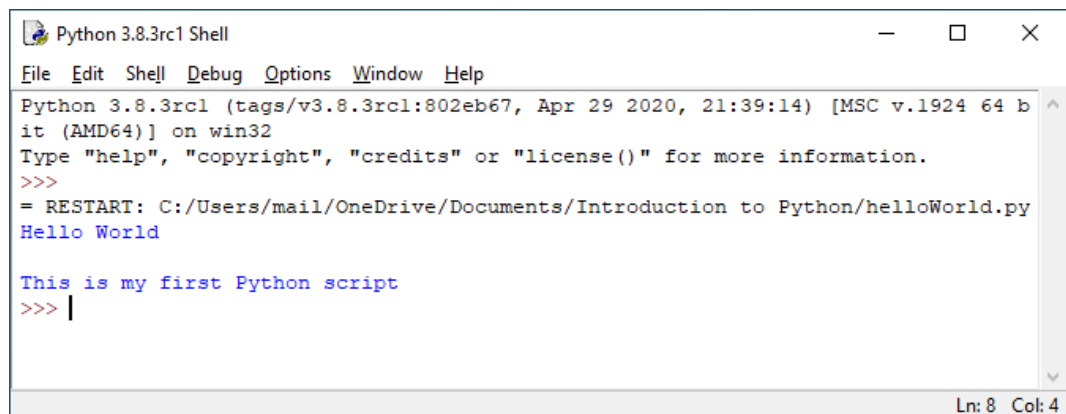 Python 3.8.3rc1 Shell
File Edit Shell Debug Options Window Help
Python 3.8.3rc1 (tags/v3.8.3rc1:802eb67, Apr 29 2020, 21:39:14) [MSC v.1924 64 b
it (AMD64)] on win32
Type "help", "copyright", "credits" or "license()" for more information.
>>>
= RESTART: C:/Users/mail/OneDrive/Documents/Introduction to Python/helloWorld.py
Hello World
This is my first Python script
>>>
Ln: 8 Col: 4